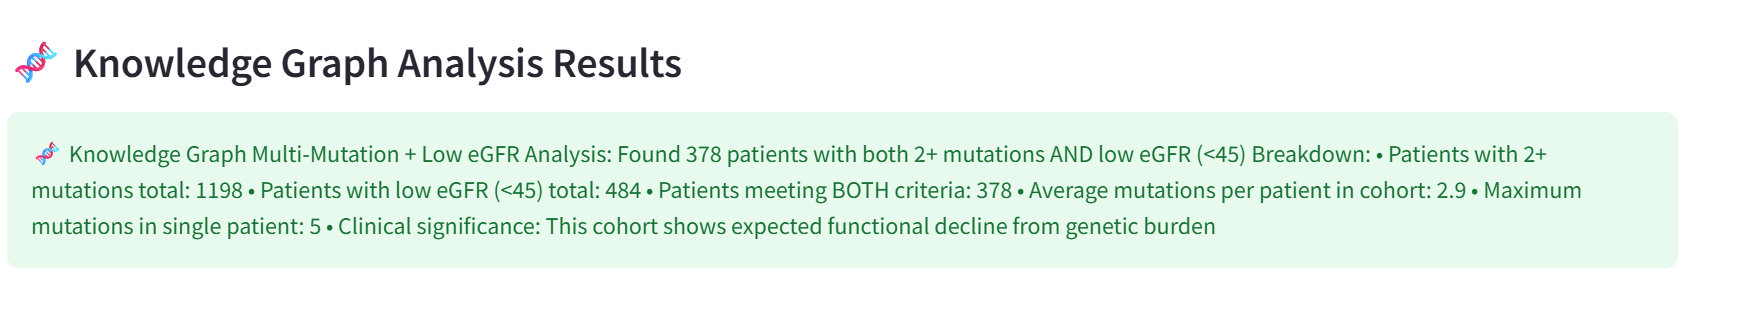 Knowledge Graph Analysis Results
Knowledge Graph Multi-Mutation + Low eGFR Analysis: Found 378 patients with both 2+ mutations AND low eGFR (<45) Breakdown: • Patients with 2+
mutations total: 1198 • Patients with low eGFR (<45) total: 484 • Patients meeting BOTH criteria: 378 • Average mutations per patient in cohort: 2.9 • Maximum
mutations in single patient: 5 • Clinical significance: This cohort shows expected functional decline from genetic burden